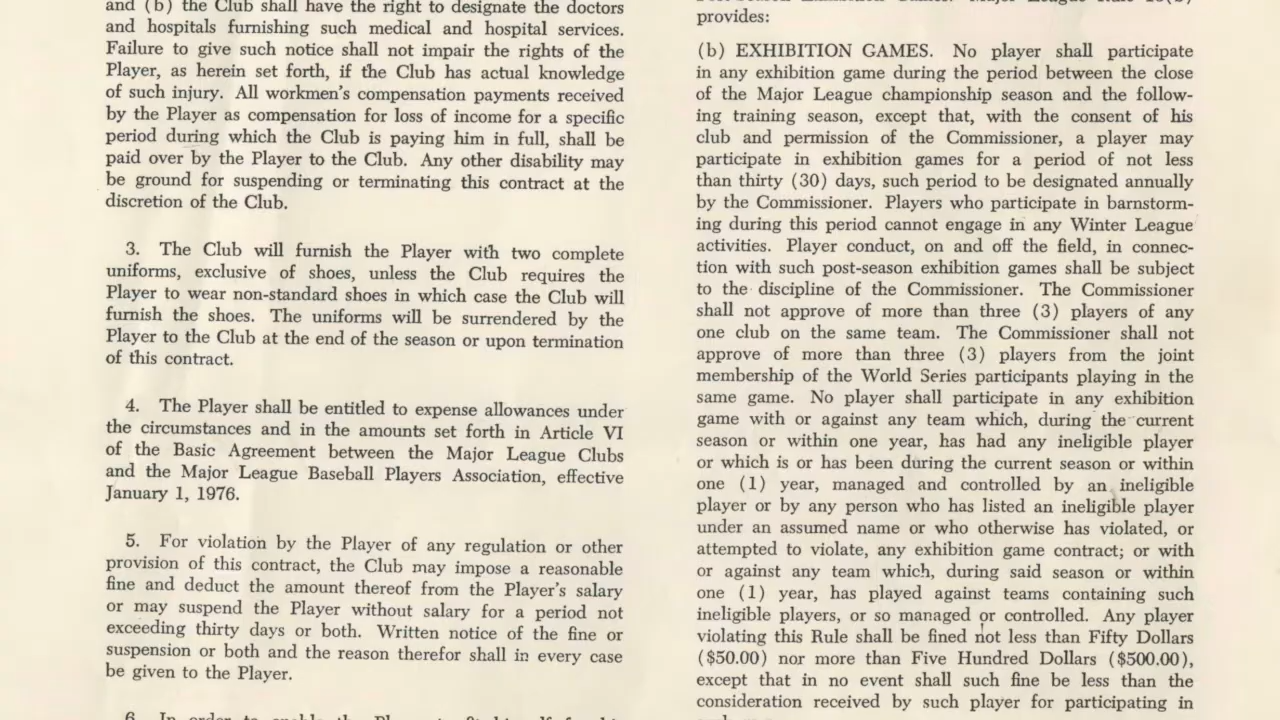 and (b) the Club shall have the right to designate the doctors
and hospitals furnishing such medical and hospital services.
Failure to give such notice shall not impair the rights of the
Player, as herein set forth, if the Club has actual knowledge
of such injury. All workmen's compensation payments received
by the Player as compensation for loss of income for a specific
period during which the Club is paying him in full, shall be
paid over by the Player to the Club. Any other disability may
be ground for suspending or terminating this contract at the
discretion of the Club.
3. The Club will furnish the Player with two complete
uniforms, exclusive of shoes, unless the Club requires the
Player to wear non-standard shoes in which case the Club will
furnish the shoes. The uniforms will be surrendered by the
Player to the Club at the end of the season or upon termination
of this contract.
4. The Player shall be entitled to expense allowances under
the circumstances and in the amounts set forth in Article VI
of the Basic Agreement between the Major League Clubs
and the Major League Baseball Players Association, effective
January 1, 1976.
5. For violation by the Player of any regulation or other
provision of this contract, the Club may impose a reasonable
fine and deduct the amount thereof from the Player's salary
or may suspend the Player without salary for a period not
exceeding thirty days or both. Written notice of the fine or
suspension or both and the reason therefor shall in every case
be given to the Player.
6. In order to enable the Player to fit himself for his
provides:
(b) EXHIBITION GAMES. No player shall participate
in any exhibition game during the period between the close
of the Major League championship season and the follow-
ing training season, except that, with the consent of his
club and permission of the Commissioner, a player may
participate in exhibition games for a period of not less
than thirty (30) days, such period to be designated annually
by the Commissioner. Players who participate in barnstorm-
ing during this period cannot engage in any Winter League
activities. Player conduct, on and off the field, in connec-
tion with such post-season exhibition games shall be subject
to the discipline of the Commissioner. The Commissioner
shall not approve of more than three (3) players of any
one club on the same team. The Commissioner shall not
approve of more than three (3) players from the joint
membership of the World Series participants playing in the
same game. No player shall participate in any exhibition
game with or against any team which, during the current
season or within one year, has had any ineligible player
or which is or has been during the current season or within
one (1) year, managed and controlled by an ineligible
player or by any person who has listed an ineligible player
under an assumed name or who otherwise has violated, or
attempted to violate, any exhibition game contract; or with
or against any team which, during said season or within
one (1) year, has played against teams containing such
ineligible players, or so managed or controlled. Any player
violating this Rule shall be fined not less than Fifty Dollars
($50.00) nor more than Five Hundred Dollars ($500.00),
except that in no event shall such fine be less than the
consideration received by such player for participating in